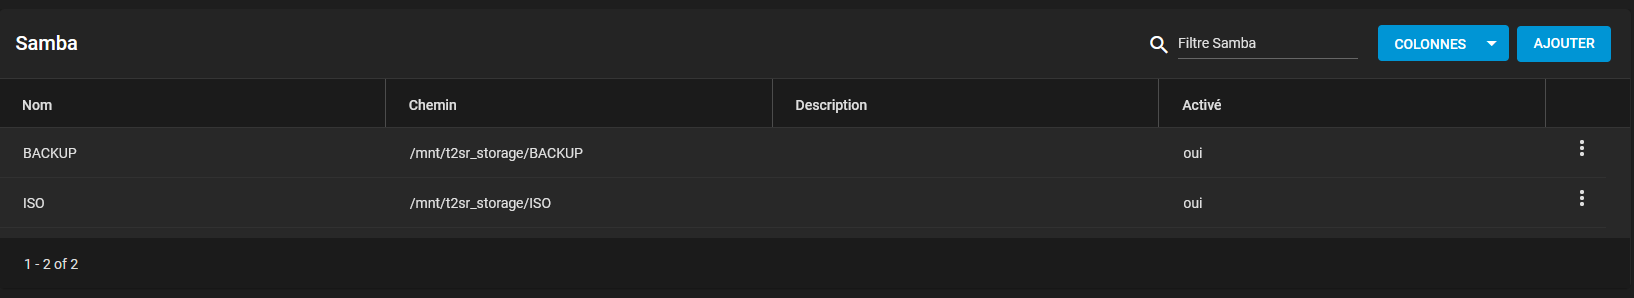 Samba
Filtre Samba
COLONNES
AJOUTER
Nom Chemin Description Activé
BACKUP /mnt/t2sr_storage/BACKUP oui
ISO /mnt/t2sr_storage/ISO oui
1 - 2 of 2